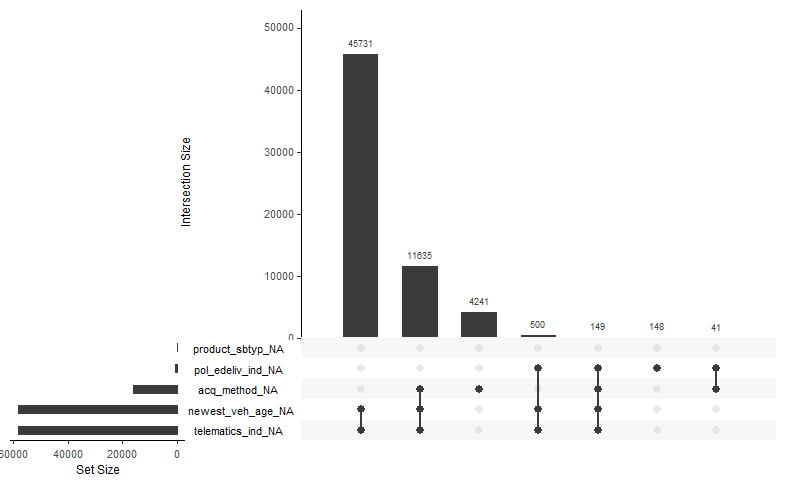 50000
45731
40000
30000
Intersection Size
20000
11635
10000
4241
500
149
148
41
0
product_sbtyp_NA
pol_edeliv_ind_NA
acq_method_NA
newest_veh_age_NA
telematics_ind_NA
60000 40000 20000 0
Set Size